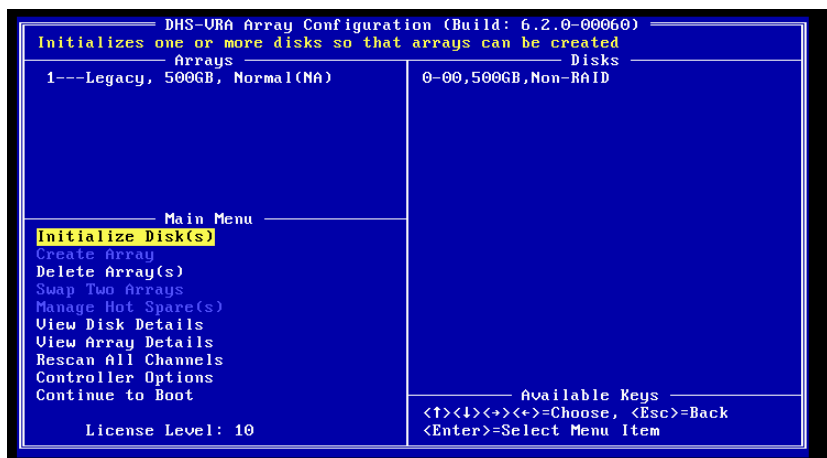 DHS-VRA Array Configuration (Build: 6.2.0-00060)
Initializes one or more disks so that arrays can be created
Arrays
1---Legacy, 500GB, Normal(NA)
Disks
0-00,500GB,Non-RAID
Main Menu
Initialize Disk(s)
Create Array
Delete Array(s)
Swap Two Arrays
Manage Hot Spare(s)
View Disk Details
View Array Details
Rescan All Channels
Controller Options
Continue to Boot
License Level: 10
Available Keys
<↑><↓><→><←>=Choose, <Esc>=Back
<Enter>=Select Menu Item